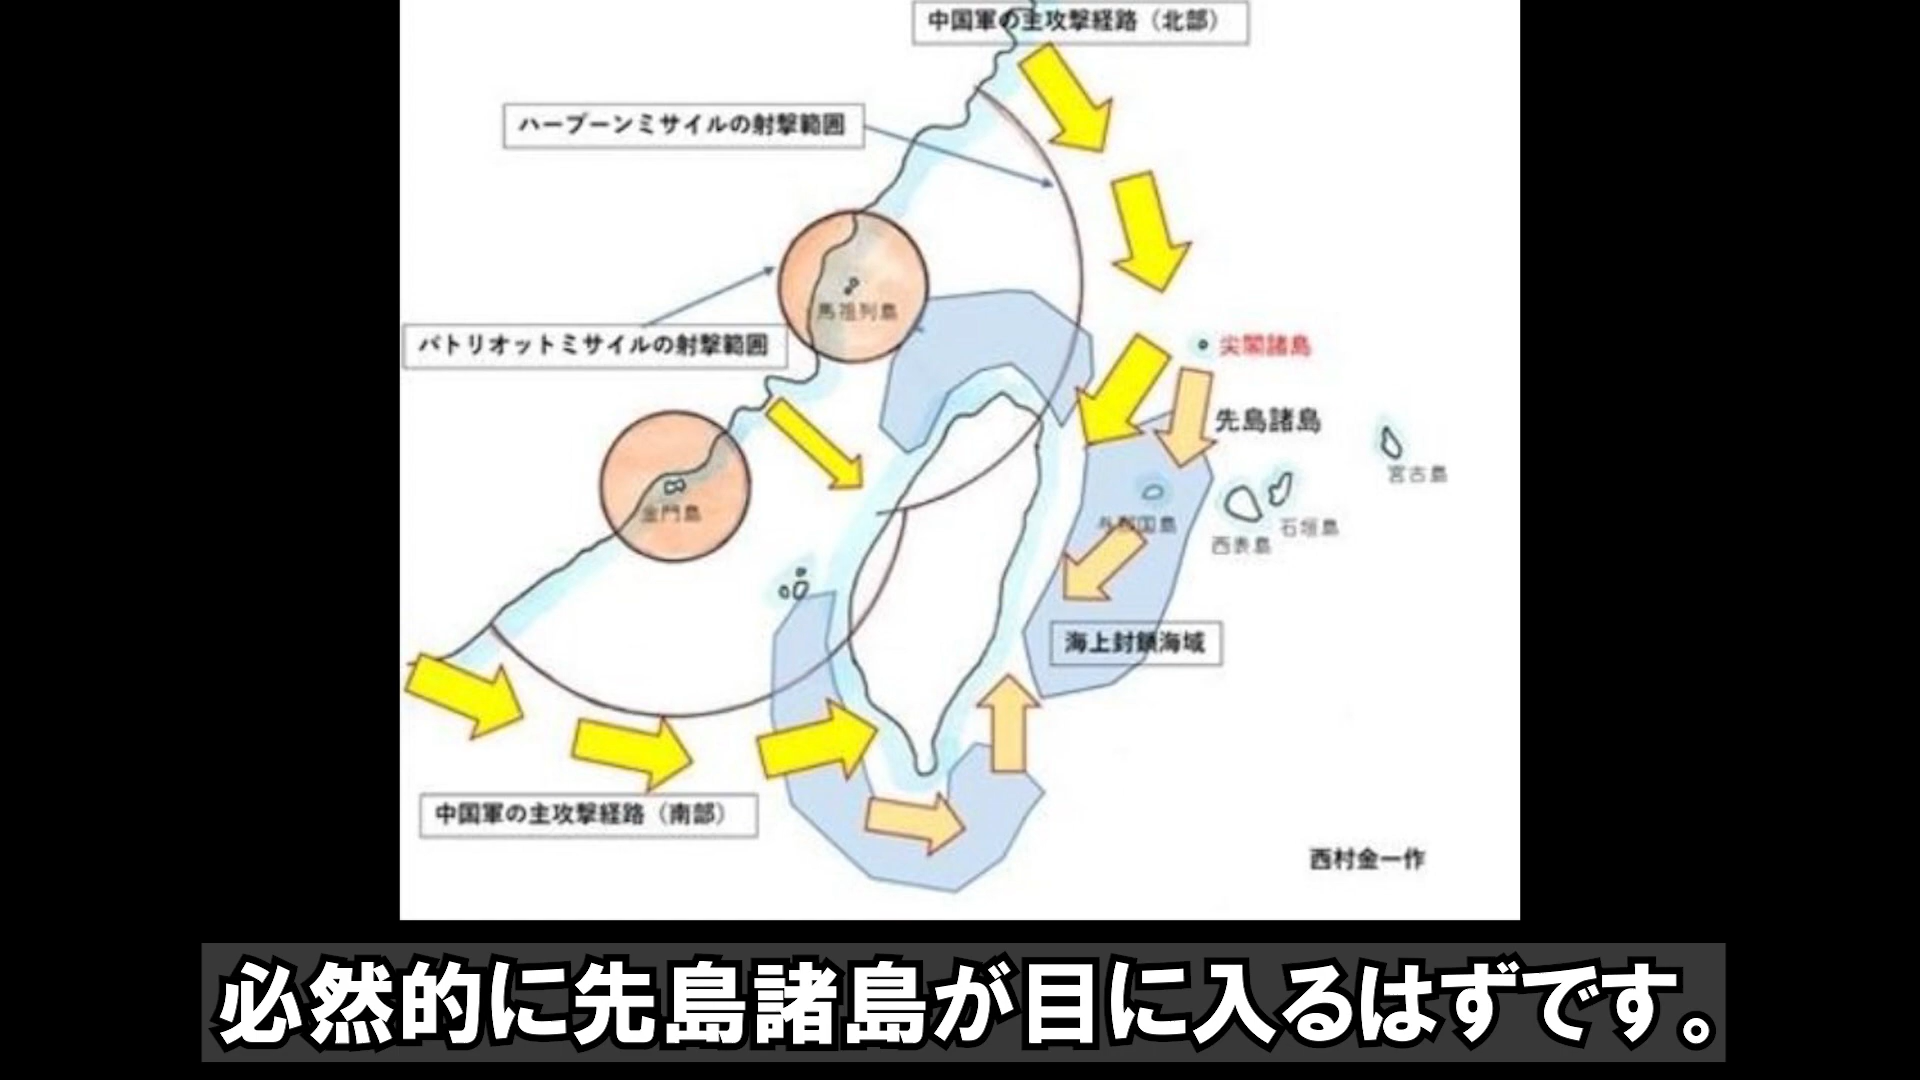 中国軍の主攻撃経路（北部）
ハープーンミサイルの射撃範囲
馬祖列島
パトリオットミサイルの射撃範囲
尖閣諸島
先島諸島
宮古島
金門島
与那国島
石垣島
西表島
海上封鎖海域
中国軍の主攻撃経路（南部）
西村金一作
必然的に先島諸島が目に入るはずです。